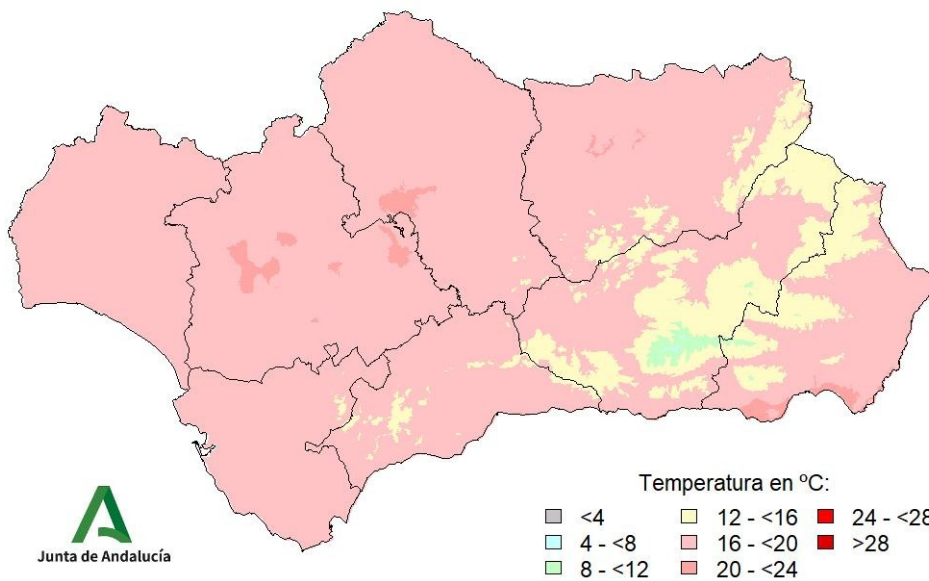 Temperatura en ºC:
<4
12 - <16
24 - <28
4 - <8
16 - <20
>28
8 - <12
20 - <24
Junta de Andalucía